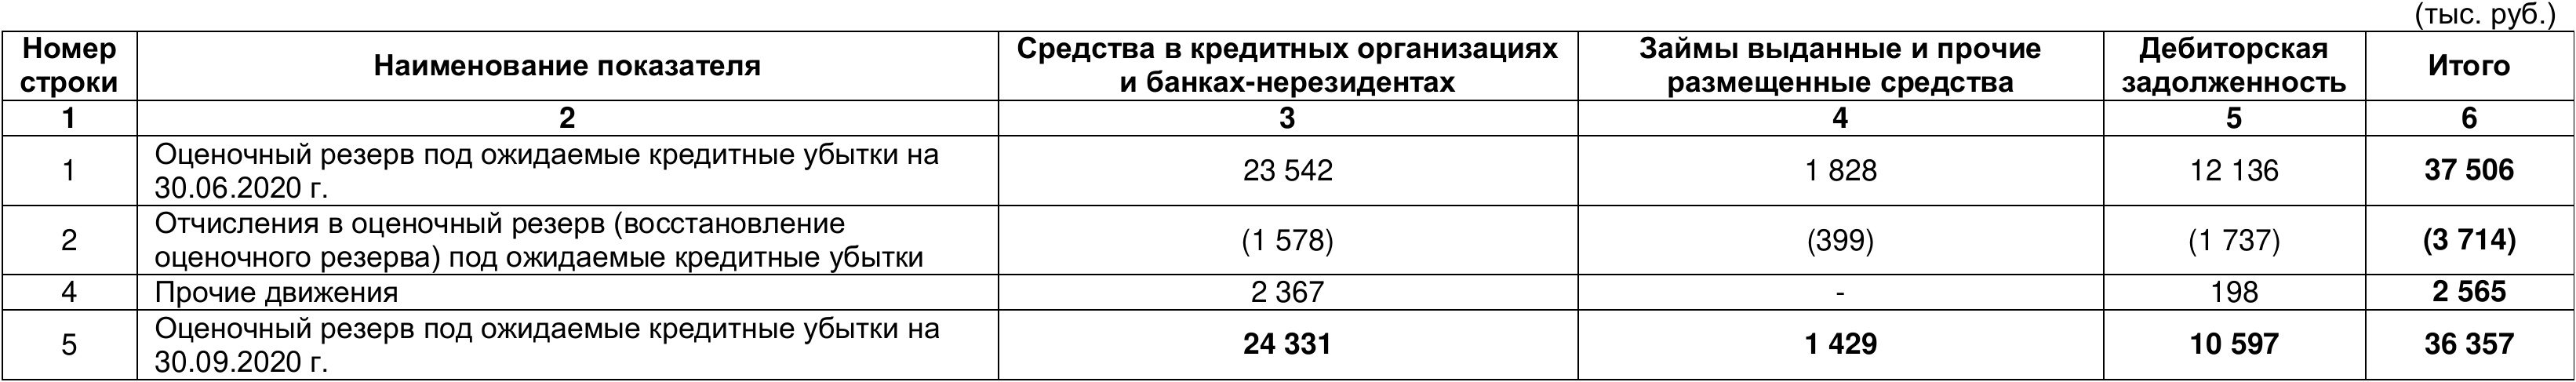 (тыс. руб.)
Номер строки Наименование показателя Средства в кредитных организациях и банках-нерезидентах Займы выданные и прочие размещенные средства Дебиторская задолженность Итого
1 2 3 4 5 6
1 Оценочный резерв под ожидаемые кредитные убытки на 30.06.2020 г. 23 542 1 828 12 136 37 506
2 Отчисления в оценочный резерв (восстановление оценочного резерва) под ожидаемые кредитные убытки (1 578) (399) (1 737) (3 714)
4 Прочие движения 2 367 - 198 2 565
5 Оценочный резерв под ожидаемые кредитные убытки на 30.09.2020 г. 24 331 1 429 10 597 36 357